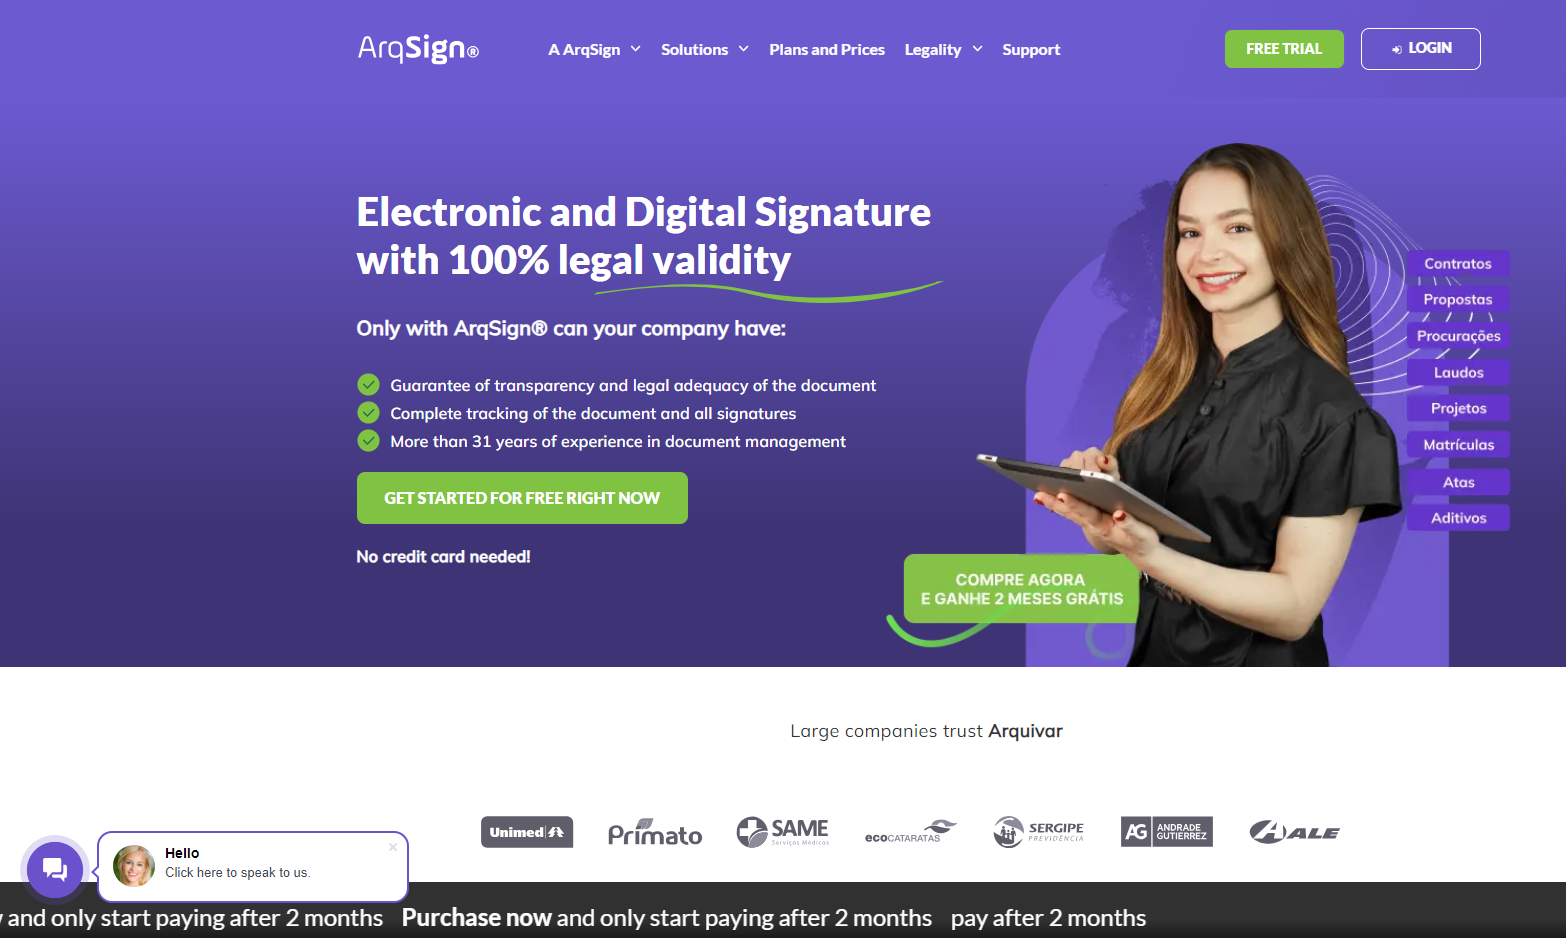 ArqSign®
A ArqSign
Solutions
Plans and Prices
Legality
Support
FREE TRIAL
LOGIN
Electronic and Digital Signature
with 100% legal validity
Only with ArqSign® can your company have:
Guarantee of transparency and legal adequacy of the document
Complete tracking of the document and all signatures
More than 31 years of experience in document management
GET STARTED FOR FREE RIGHT NOW
No credit card needed!
Contratos
Propostas
Procurações
Laudos
Projetos
Matrículas
Atas
Aditivos
COMPRE AGORA
E GANHE 2 MESES GRÁTIS
Large companies trust Arquivar
Unimed
Primato
SAME
Serviços Médicos
ecoCATARATAS
SERGIPE
PREVIDÊNCIA
AG
ANDRADE
GUTIERREZ
ALE
Hello
Click here to speak to us.
and only start paying after 2 months Purchase now and only start paying after 2 months pay after 2 months